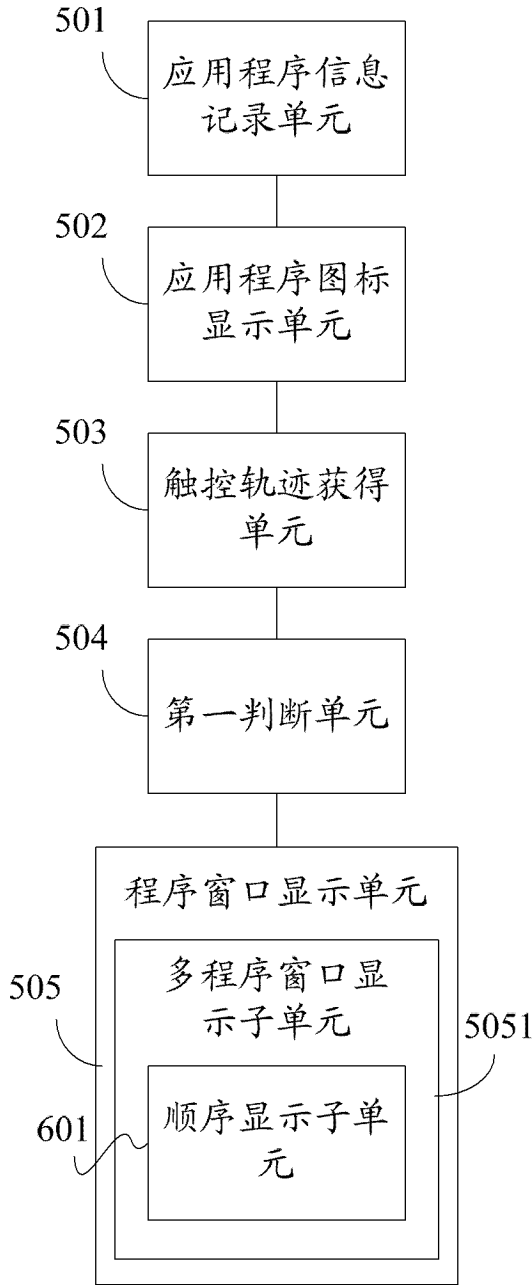 501
应用程序信息
记录单元
502
应用程序图标
显示单元
503
触控轨迹获得
单元
504
第一判断单元
程序窗口显示单元
505
多程序窗口显
示子单元
5051
601
顺序显示子单
元